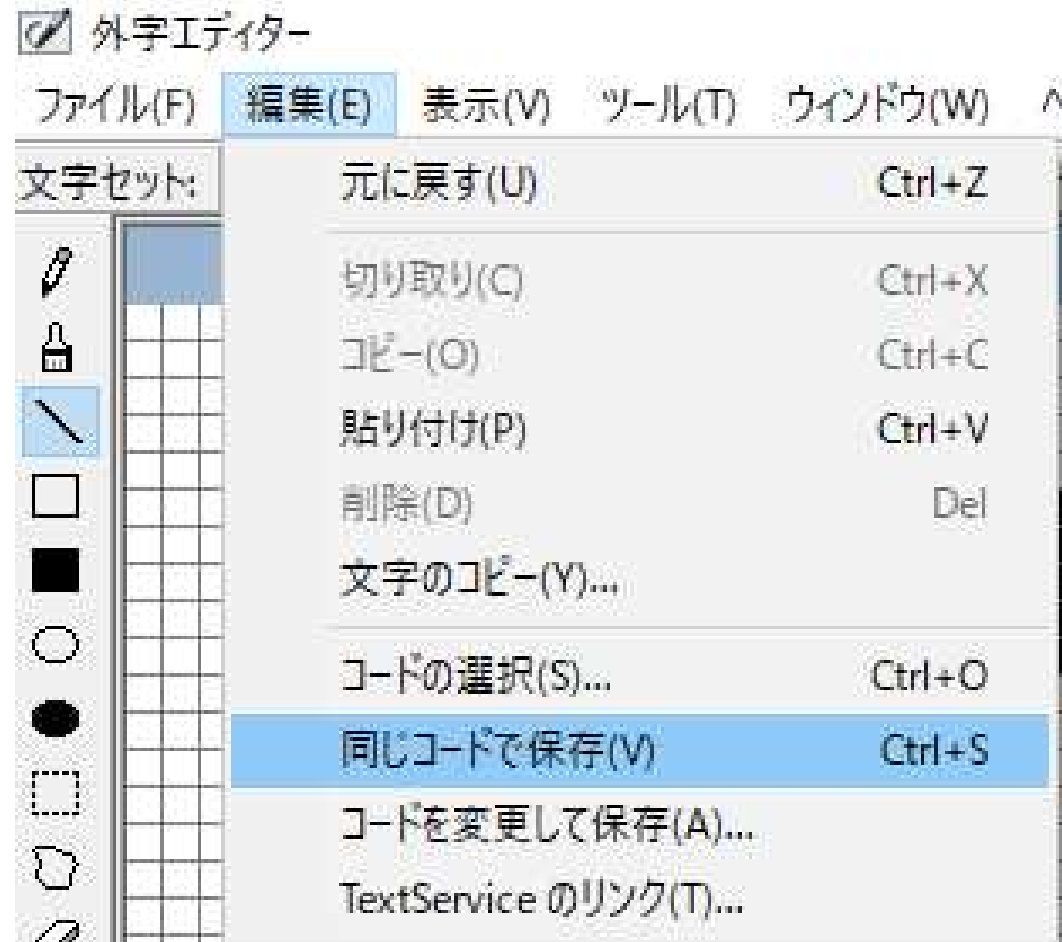 外字エディター
ファイル(F) 編集(E) 表示(V) ツール(T) ウィンドウ(W)
文字セット:
元に戻す(U) Ctrl+Z
切り取り(C) Ctrl+X
コピー(O) Ctrl+C
貼り付け(P) Ctrl+V
削除(D) Del
文字のコピー(Y)...
コードの選択(S)... Ctrl+O
同じコードで保存(V) Ctrl+S
コードを変更して保存(A)...
TextService のリンク(T)...